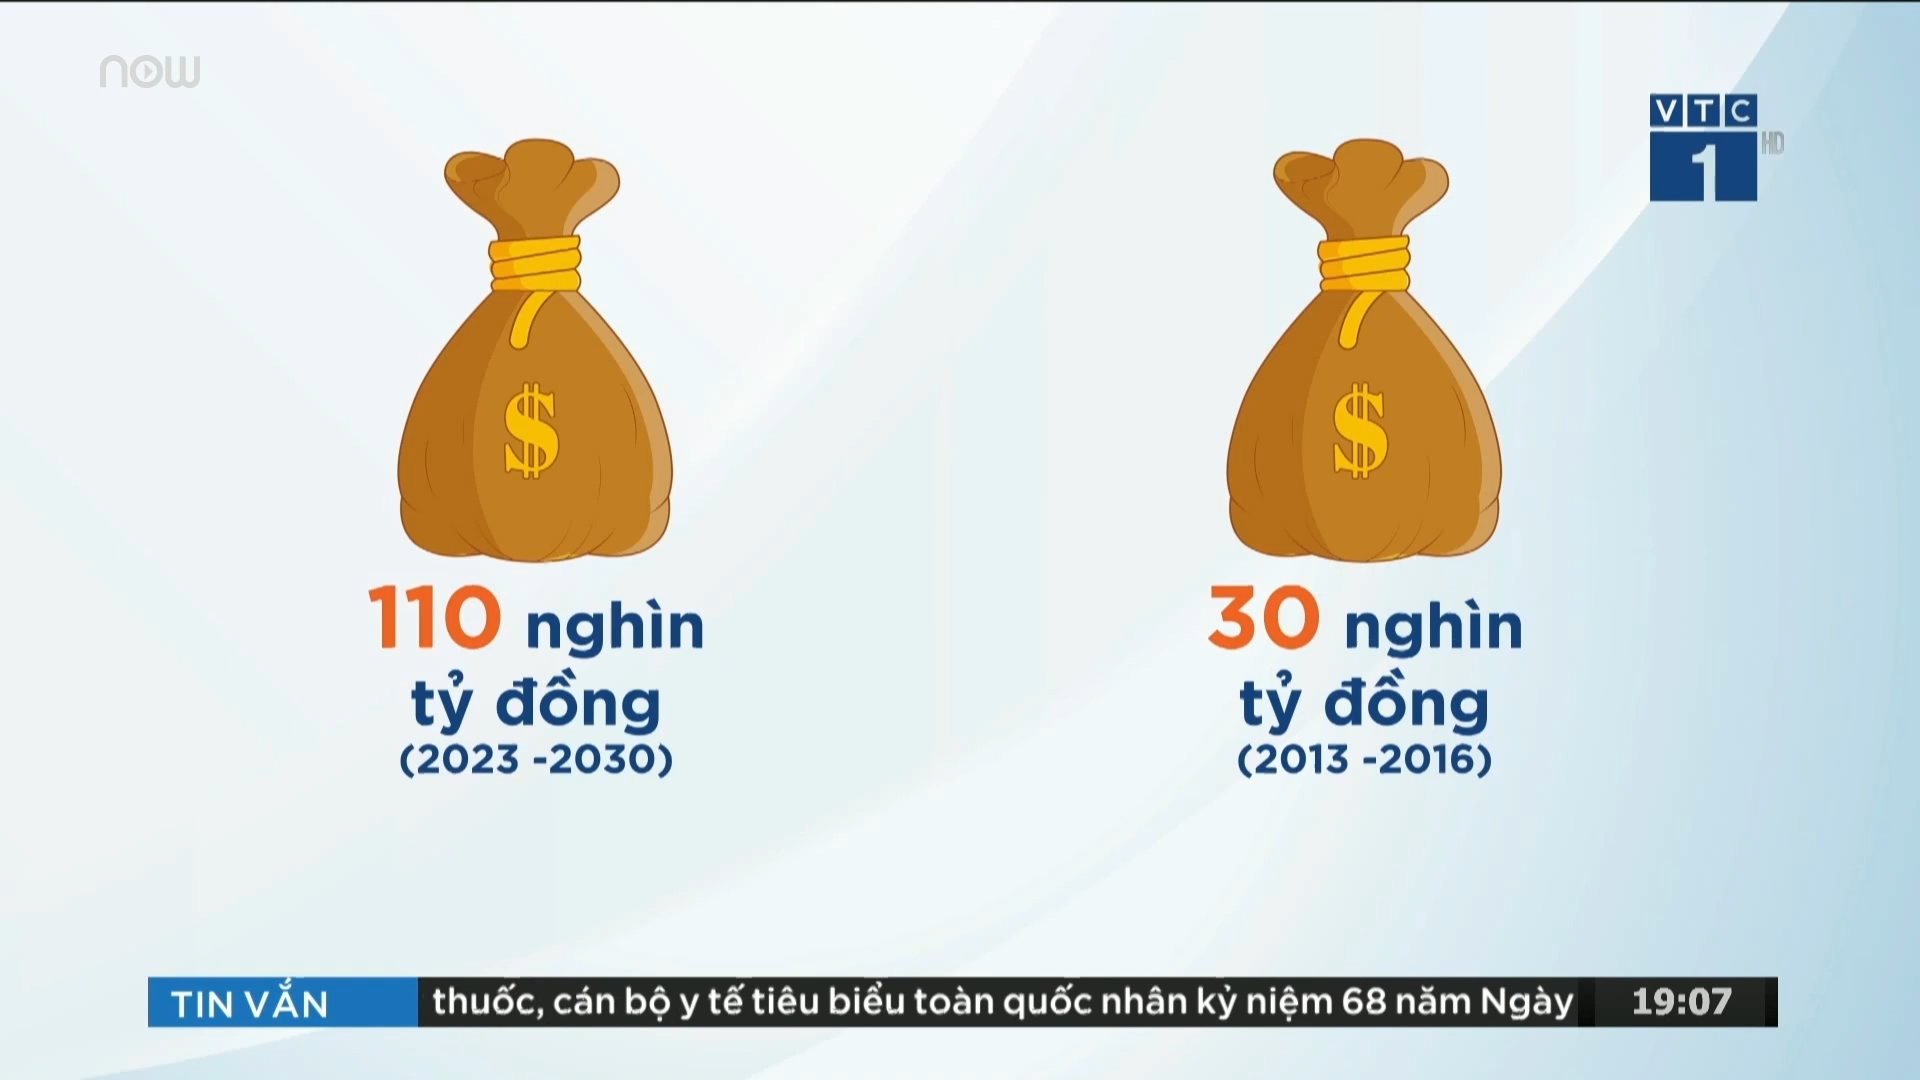 now
VTC
1
HD
$
$
110 nghìn
tỷ đồng
(2023 -2030)
30 nghìn
tỷ đồng
(2013 -2016)
TIN VẮN
thuốc, cán bộ y tế tiêu biểu toàn quốc nhân kỷ niệm 68 năm Ngày
19:07